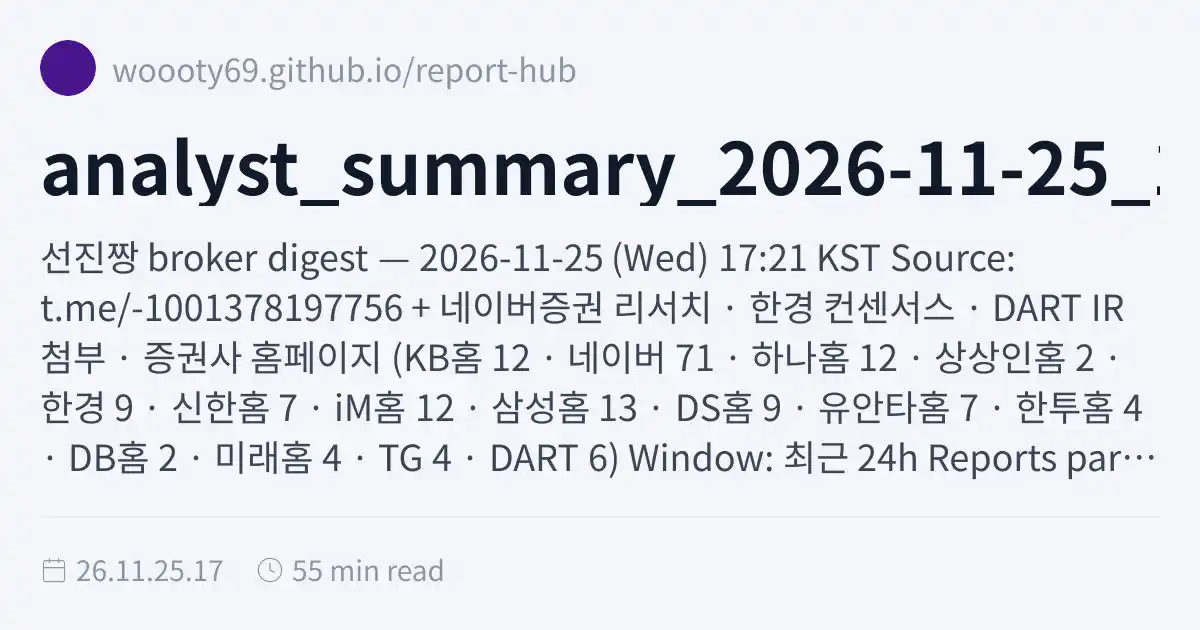 woooty69.github.io/report-hub
analyst_summary_2026-11-25_
선진짱 broker digest — 2026-11-25 (Wed) 17:21 KST Source:
t.me/-1001378197756 + 네이버증권 리서치 · 한경 컨센서스 · DART IR
첨부 · 증권사 홈페이지 (KB홈 12 · 네이버 71 · 하나홈 12 · 상상인홈 2 ·
한경 9 · 신한홈 7 · iM홈 12 · 삼성홈 13 · DS홈 9 · 유안타홈 7 · 한투홈 4
· DB홈 2 · 미래홈 4 · TG 4 · DART 6) Window: 최근 24h Reports par…
26.11.25.17 55 min read